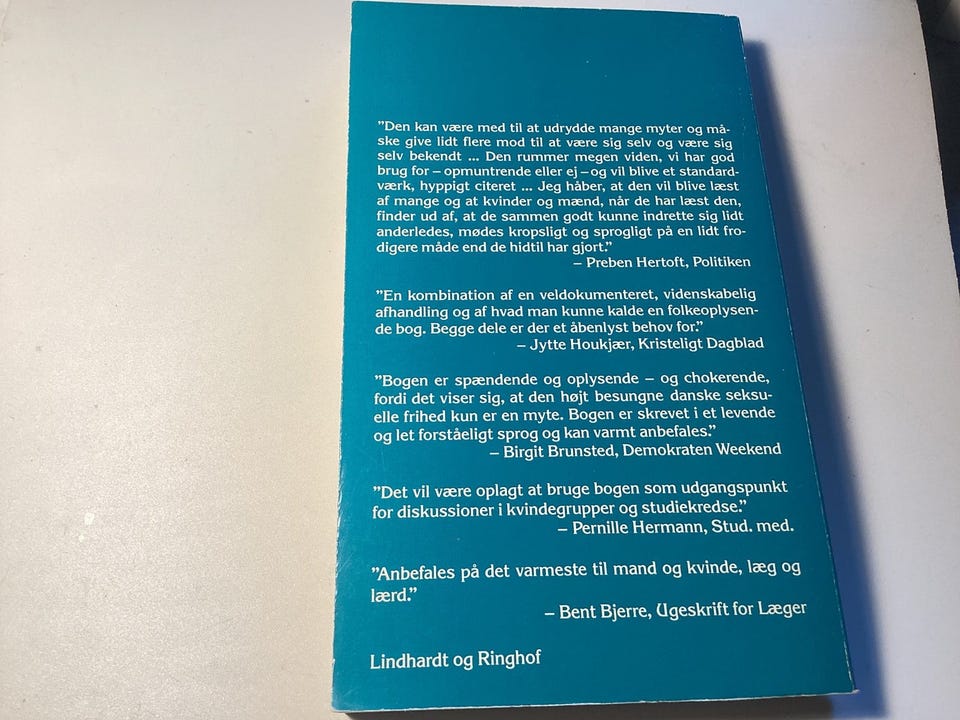 ”Den kan være med til at udrydde mange myter og må-
ske give lidt flere mod til at være sig selv og være sig
selv bekendt ... Den rummer megen viden, vi har god
brug for – opmuntrende eller ej – og vil blive et standard-
værk, hyppigt citeret ... Jeg håber, at den vil blive læst
af mange og at kvinder og mænd, når de har læst den,
finder ud af, at de sammen godt kunne indrette sig lidt
anderledes, mødes kropsligt og sprogligt på en lidt fro-
digere måde end de hidtil har gjort.”
– Preben Hertoft, Politiken
”En kombination af en veldokumenteret, videnskabelig
afhandling og af hvad man kunne kalde en folkeoplysen-
de bog. Begge dele er der et åbenlyst behov for.”
– Jytte Houkjær, Kristeligt Dagblad
”Bogen er spændende og oplysende – og chokerende,
fordi det viser sig, at den højt besungne danske seksu-
elle frihed kun er en myte. Bogen er skrevet i et levende
og let forståeligt sprog og kan varmt anbefales.”
– Birgit Brunsted, Demokraten Weekend
”Det vil være oplagt at bruge bogen som udgangspunkt
for diskussioner i kvindegrupper og studiekredse.”
– Pernille Hermann, Stud. med.
”Anbefales på det varmeste til mand og kvinde, læg og
lærd.”
– Bent Bjerre, Ugeskrift for Læger
Lindhardt og Ringhof